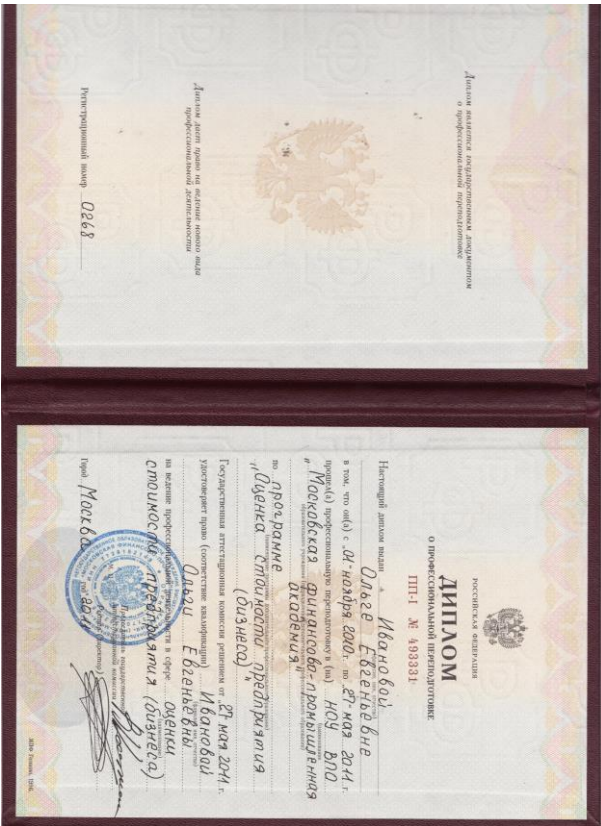 Диплом является государственным документом
о профессиональной переподготовке
Диплом дает право на ведение нового вида
профессиональной деятельности
Регистрационный номер 0268
РОССИЙСКАЯ ФЕДЕРАЦИЯ
ДИПЛОМ
О ПРОФЕССИОНАЛЬНОЙ ПЕРЕПОДГОТОВКЕ
ПП-I № 493331
Настоящий диплом выдан Ивановой
Ольге Евгеньевне
в том, что он(а) с „01" ноября 2010 г. по „27" мая 2011 г.
прошел(а) профессиональную переподготовку в (на) НОУ ВПО
„Московская финансово-промышленная
академия"
по программе
„Оценка стоимости предприятия
(бизнеса)"
Государственная аттестационная комиссия решением от „27" мая 2011 г.
удостоверяет право (соответствие квалификации) Ивановой
Ольги Евгеньевны
на ведение профессиональной деятельности в сфере оценки
стоимости предприятия (бизнеса)
Город Москва 2011